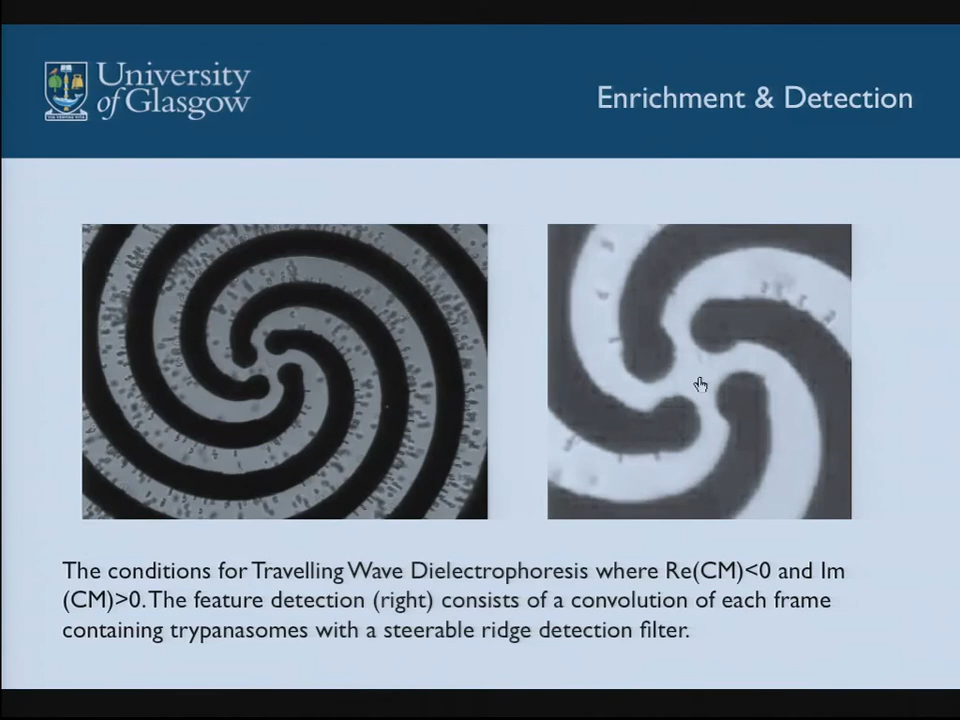 University
of Glasgow
Enrichment & Detection
The conditions for Travelling Wave Dielectrophoresis where Re(CM)<0 and Im
(CM)>0. The feature detection (right) consists of a convolution of each frame
containing trypanasomes with a steerable ridge detection filter.